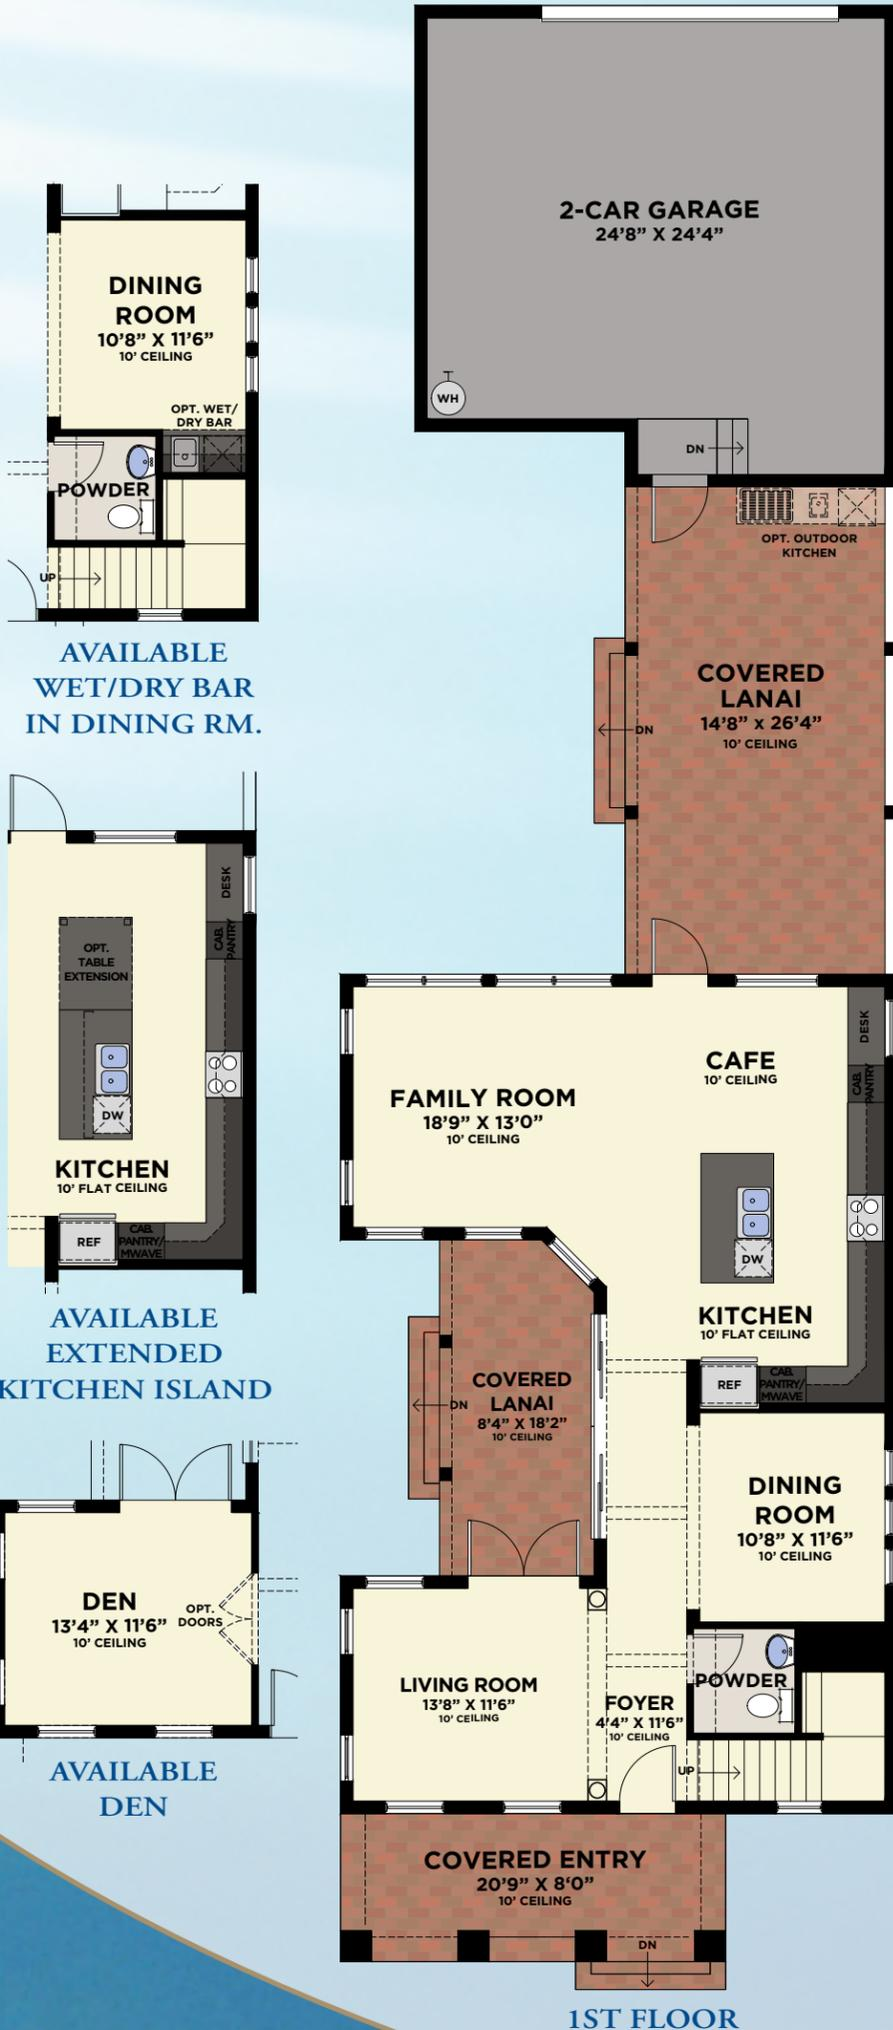 2-CAR GARAGE
24'8" X 24'4"
WH
DN
OPT. OUTDOOR
KITCHEN
COVERED
LANAI
14'8" x 26'4"
10' CEILING
DN
DINING
ROOM
10'8" X 11'6"
10' CEILING
OPT. WET/
DRY BAR
POWDER
UP
AVAILABLE
WET/DRY BAR
IN DINING RM.
DESK
CAB.
PANTRY
OPT.
TABLE
EXTENSION
DW
KITCHEN
10' FLAT CEILING
REF
CAB.
PANTRY/
MWAVE
AVAILABLE
EXTENDED
KITCHEN ISLAND
DEN
13'4" X 11'6"
10' CEILING
OPT.
DOORS
AVAILABLE
DEN
FAMILY ROOM
18'9" X 13'0"
10' CEILING
CAFE
10' CEILING
DESK
CAB.
PANTRY
DW
KITCHEN
10' FLAT CEILING
REF
CAB.
PANTRY/
MWAVE
COVERED
LANAI
8'4" X 18'2"
10' CEILING
DN
DINING
ROOM
10'8" X 11'6"
10' CEILING
LIVING ROOM
13'8" X 11'6"
10' CEILING
FOYER
4'4" X 11'6"
10' CEILING
POWDER
UP
COVERED ENTRY
20'9" X 8'0"
10' CEILING
DN
1ST FLOOR